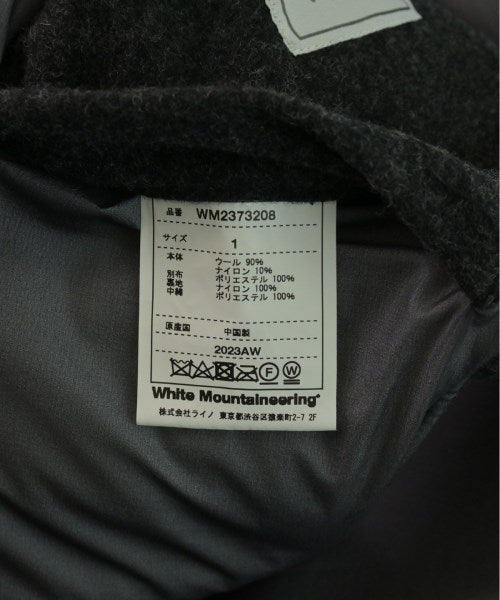 品番 WM2373208
サイズ 1
本体 ウール 90%
ナイロン 10%
別布 ポリエステル 100%
裏地 ナイロン 100%
中綿 ポリエステル 100%
原産国 中国製
2023AW
F W
White Mountaineering®
株式会社ライノ 東京都渋谷区猿楽町2-7 2F